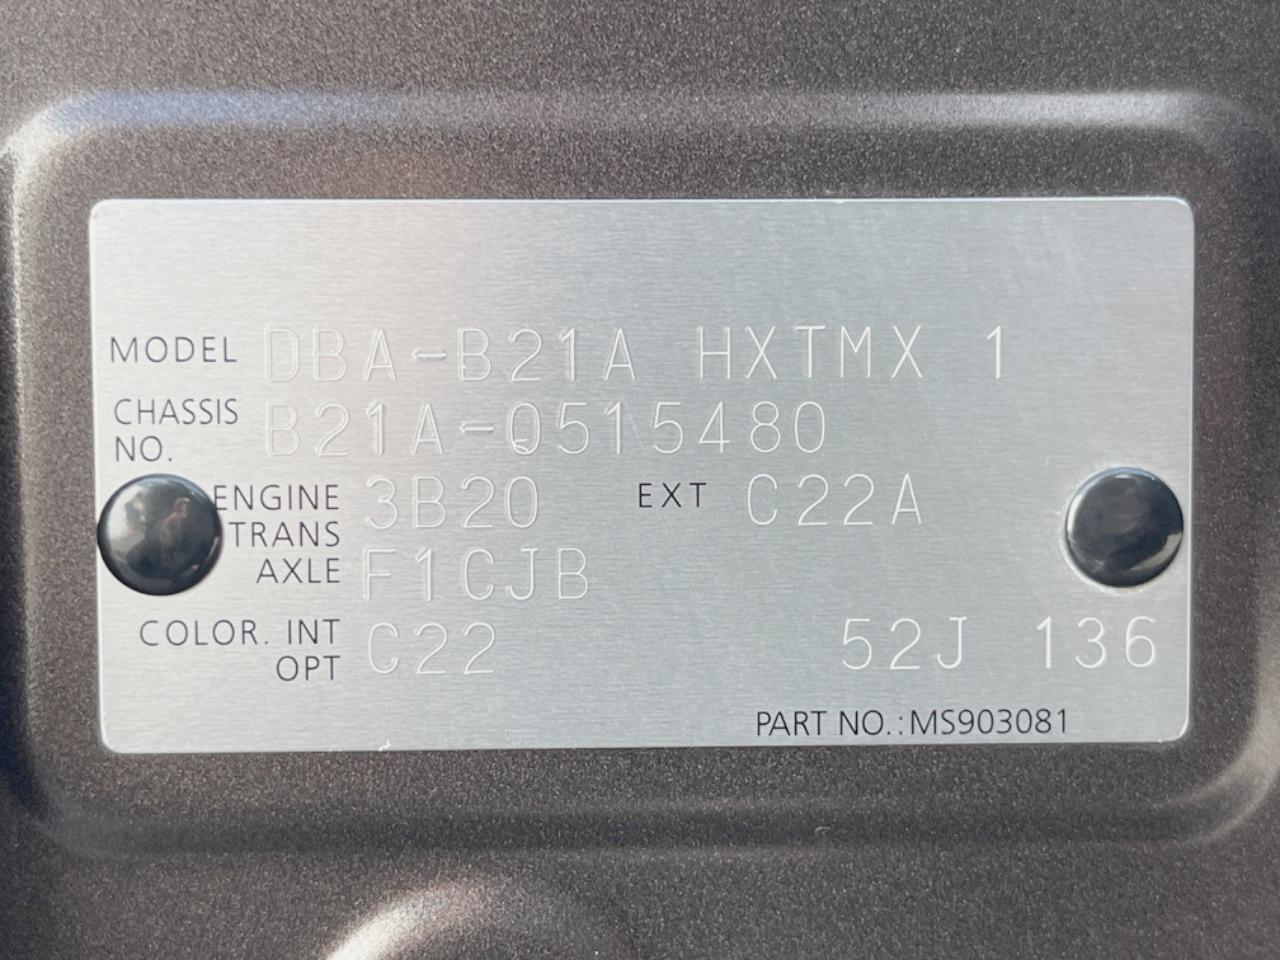 MODEL DBA-B21A HXTMX 1
CHASSIS NO. B21A-0515480
ENGINE 3B20 EXT C22A
TRANS AXLE F1CJB
COLOR. INT OPT C22 52J 136
PART NO.:MS903081